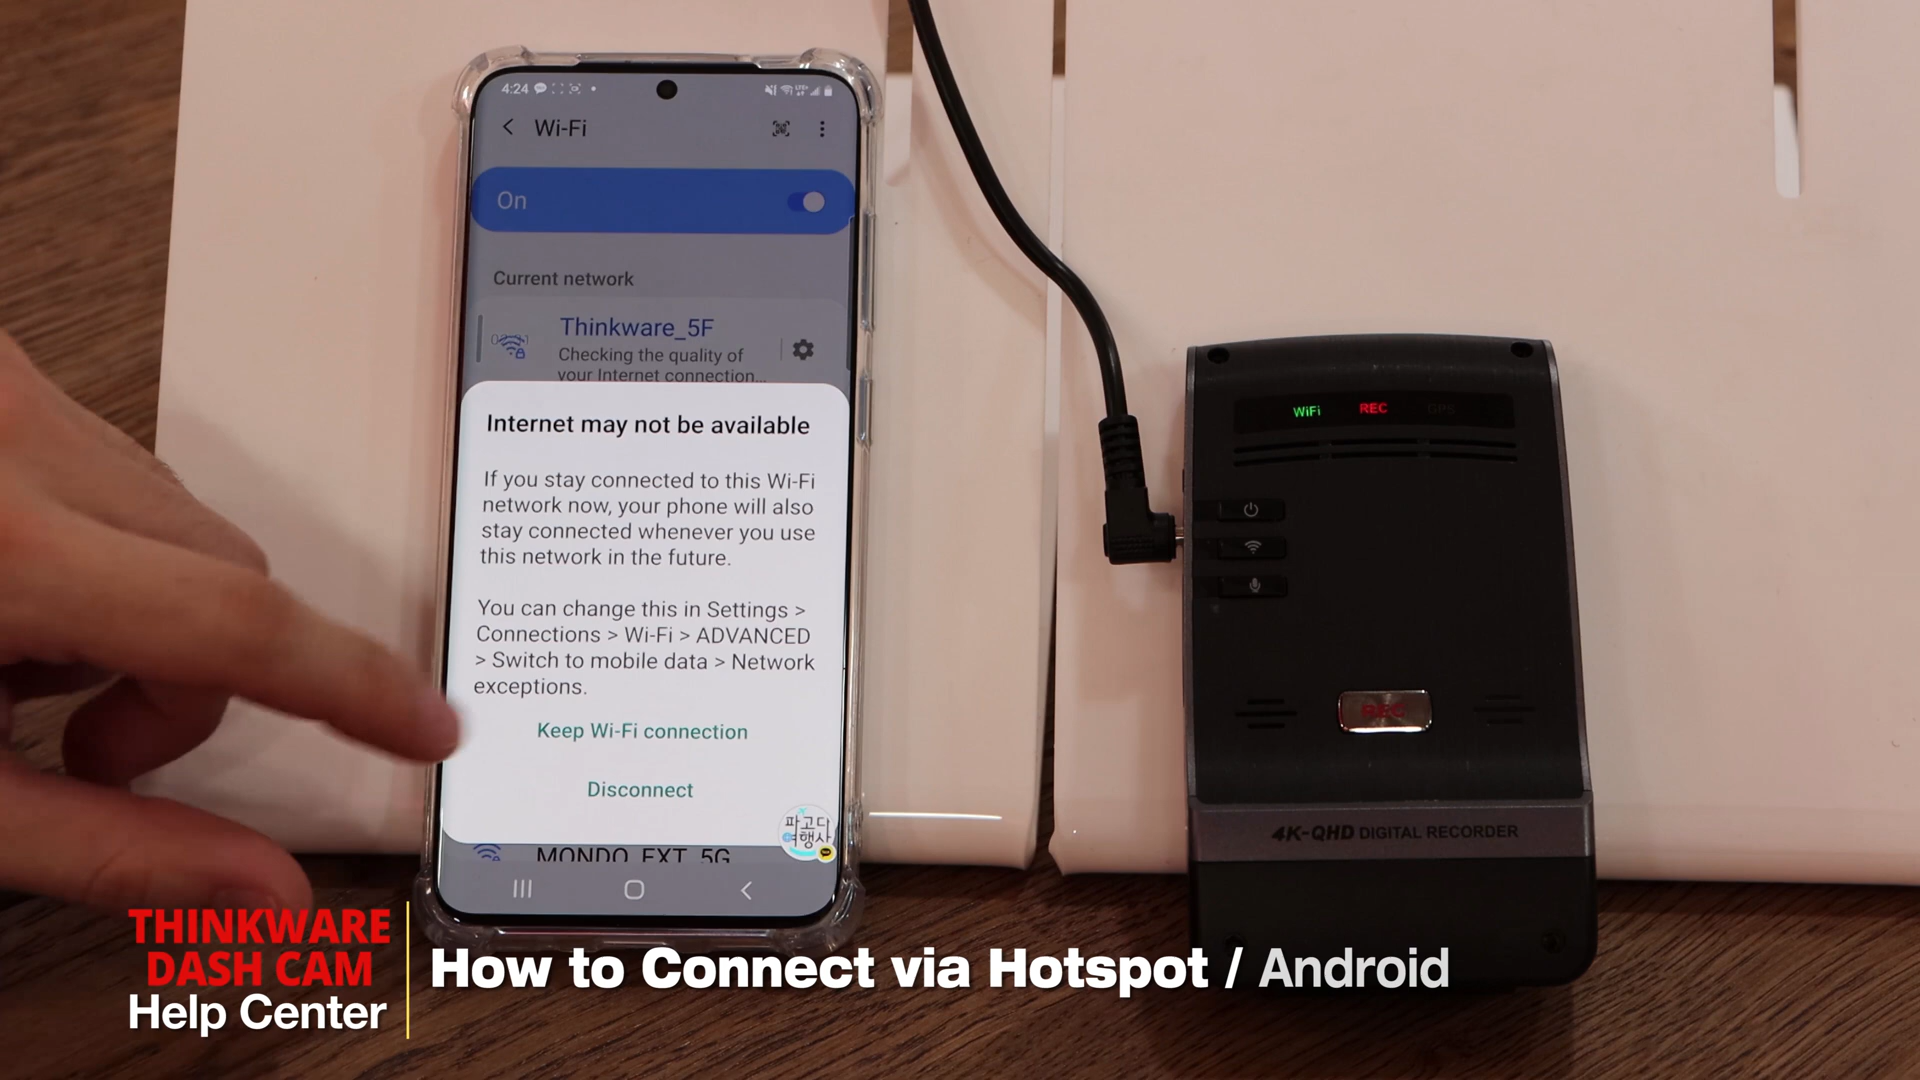 4:24
Wi-Fi
On
Current network
Thinkware_5F
Checking the quality of
your Internet connection...
Internet may not be available
If you stay connected to this Wi-Fi
network now, your phone will also
stay connected whenever you use
this network in the future.
You can change this in Settings >
Connections > Wi-Fi > ADVANCED
> Switch to mobile data > Network
exceptions.
Keep Wi-Fi connection
Disconnect
파고다
여행사
MONDO_EXT_5G
WiFi
REC
GPS
REC
4K-QHD DIGITAL RECORDER
THINKWARE
DASH CAM
Help Center
How to Connect via Hotspot / Android